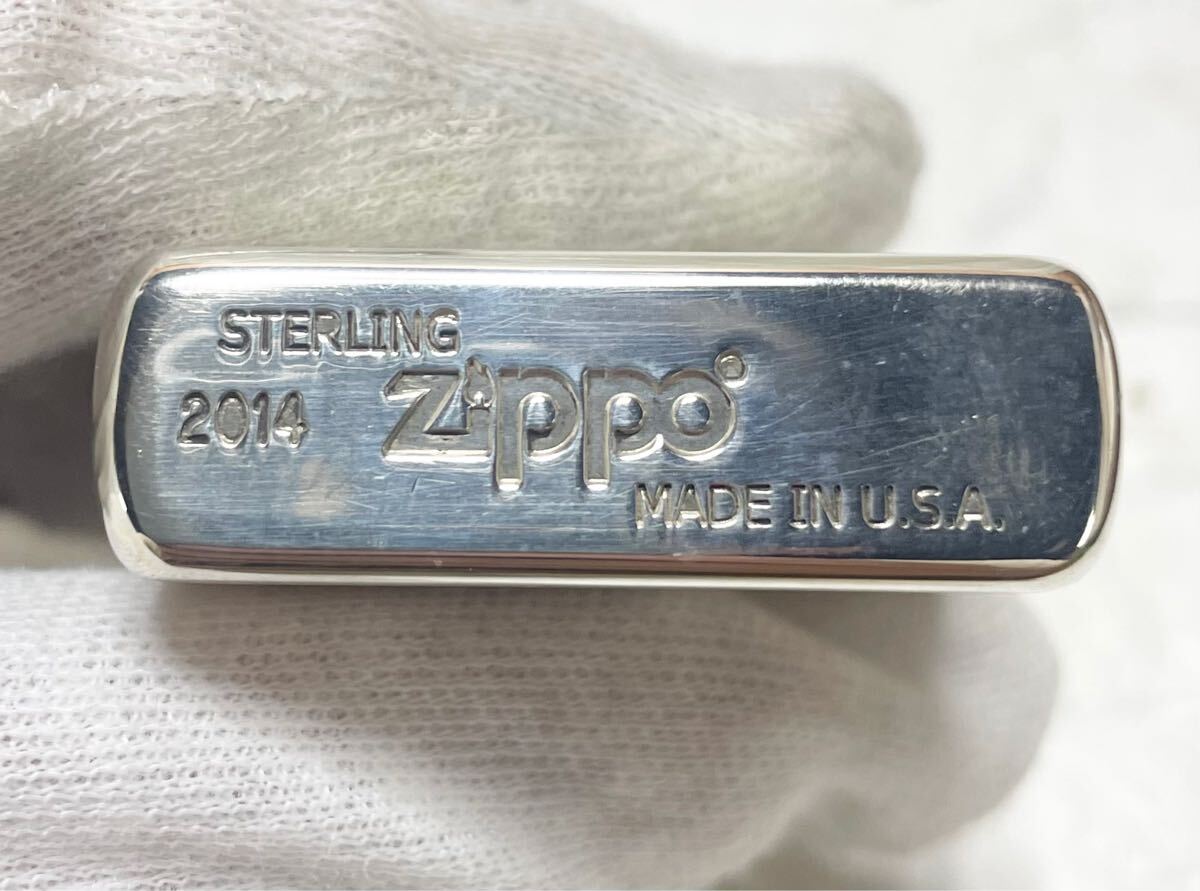 STERLING
2014 Zippo®
MADE IN U.S.A.